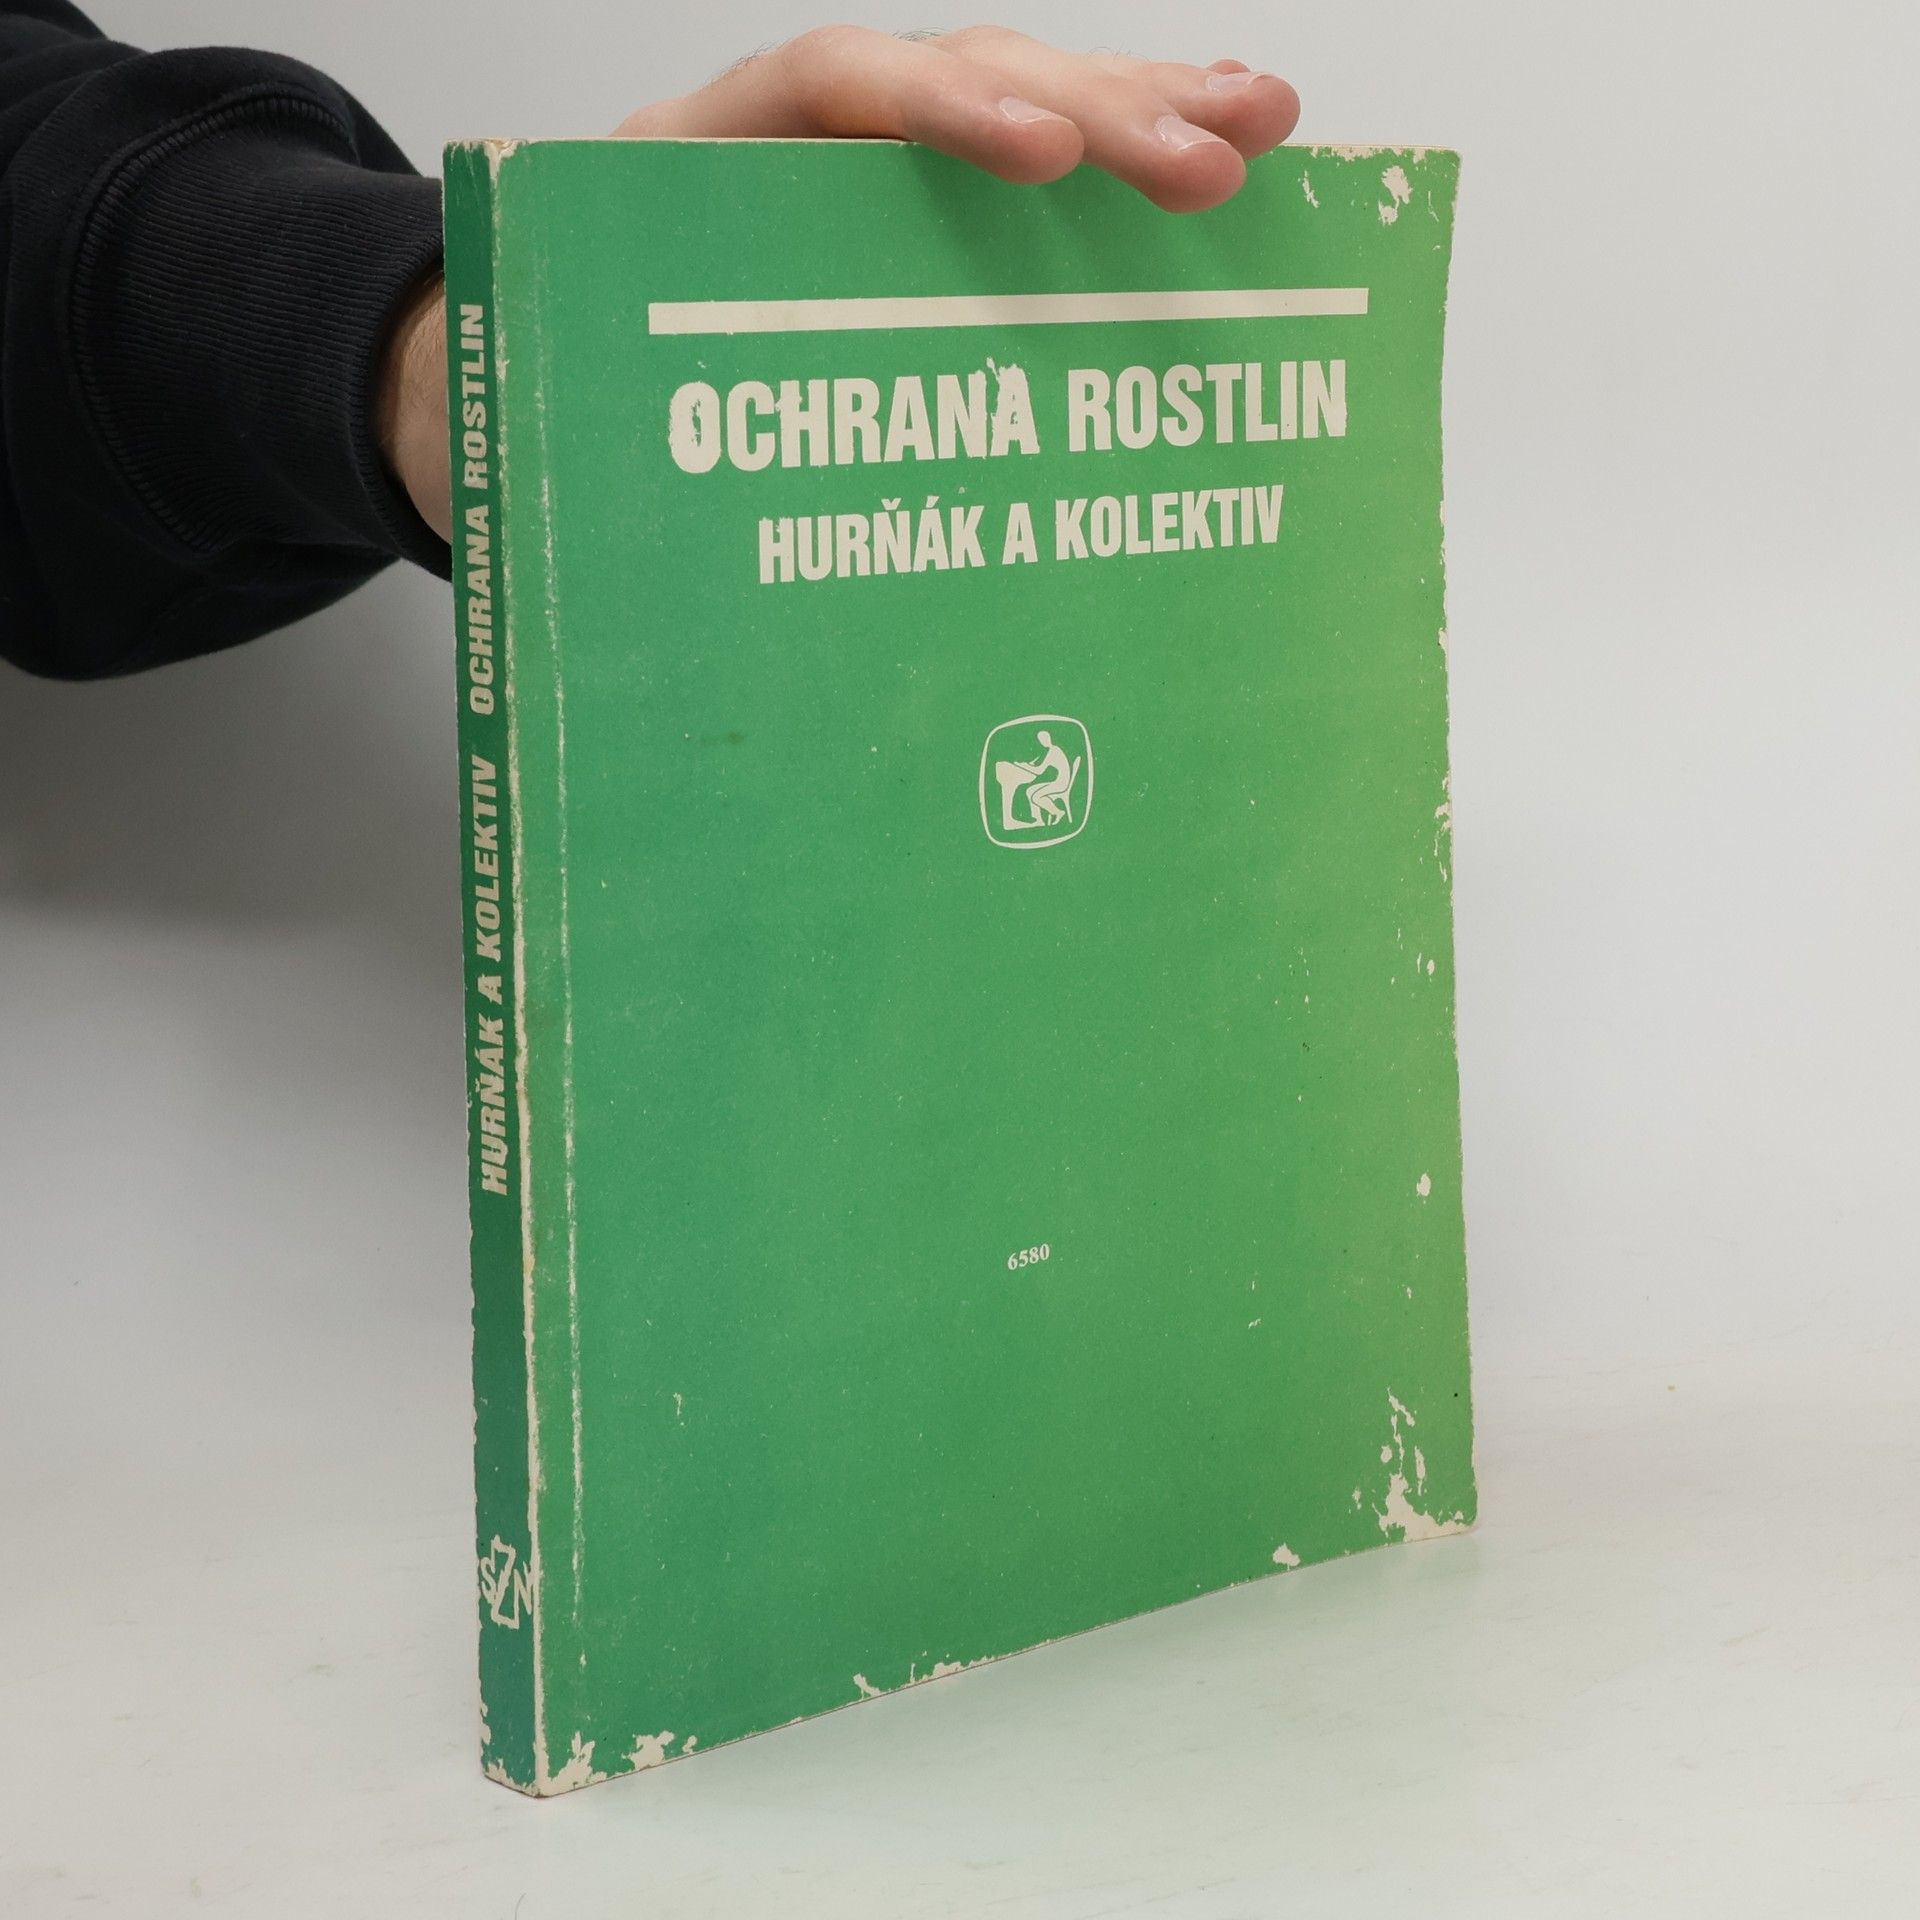 OCHRANA ROSTLIN
HURŇÁK A KOLEKTIV
6580
HURŇÁK A KOLEKTIV OCHRANA ROSTLIN
SZN